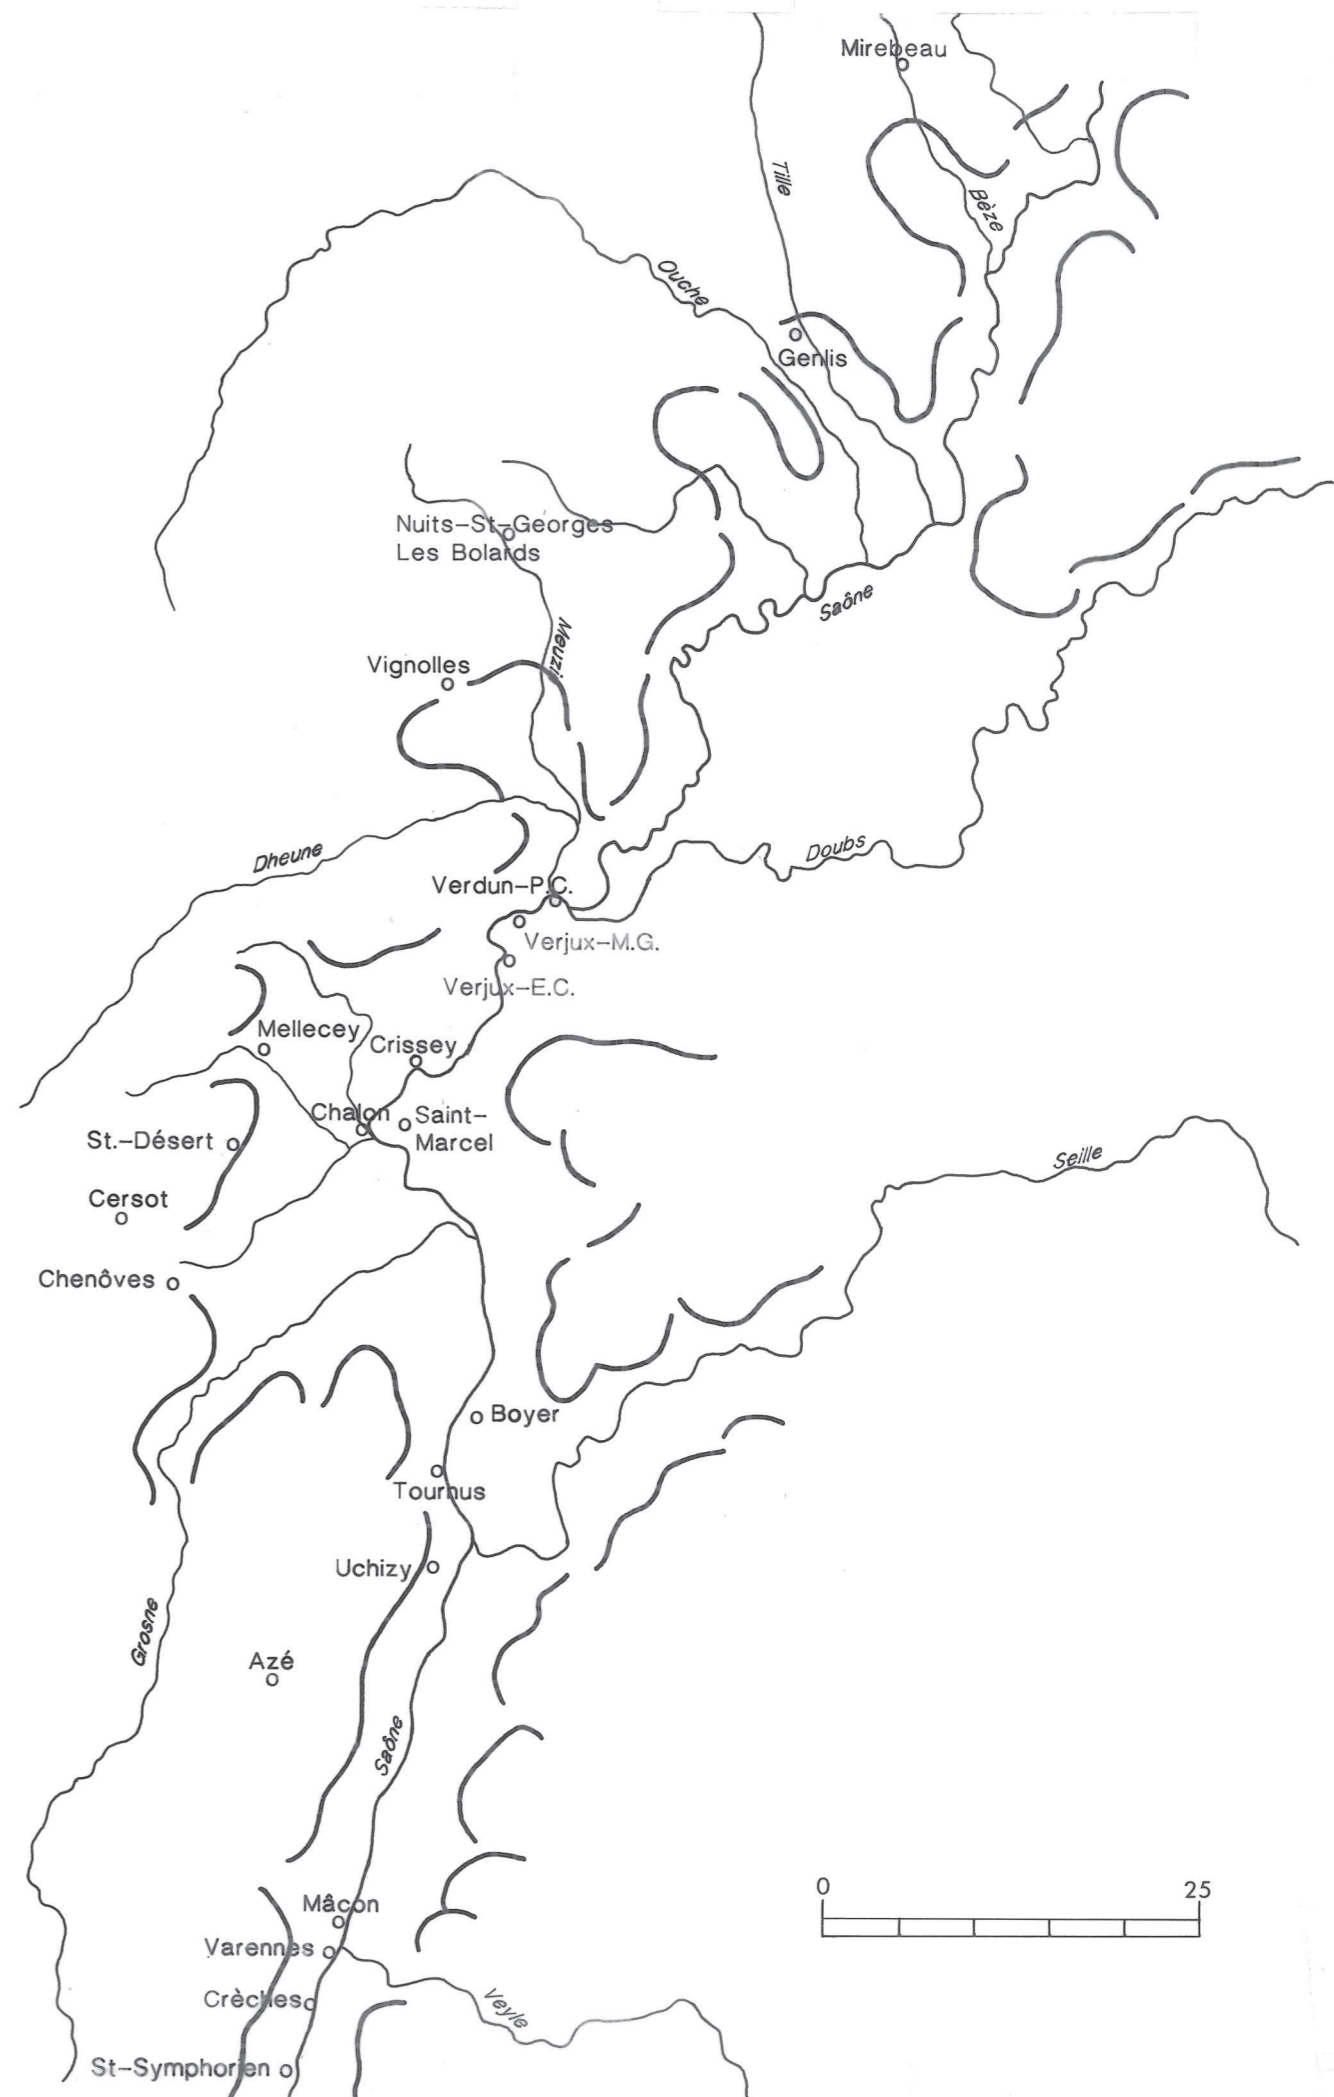 Mirebeau
Tille
Bèze
Ouche
Genlis
Nuits-St-Georges
Les Bolards
Saône
Meuzin
Vignolles
Dheune
Doubs
Verdun-P.C.
Verjux-M.G.
Verjux-E.C.
Mellecey
Crissey
Chalon
Saint-
Marcel
St.-Désert
Seille
Cersot
Chenôves
Boyer
Tournus
Uchizy
Grosne
Azé
Saône
0 25
Mâcon
Varennes
Crèches
Veyle
St-Symphorien